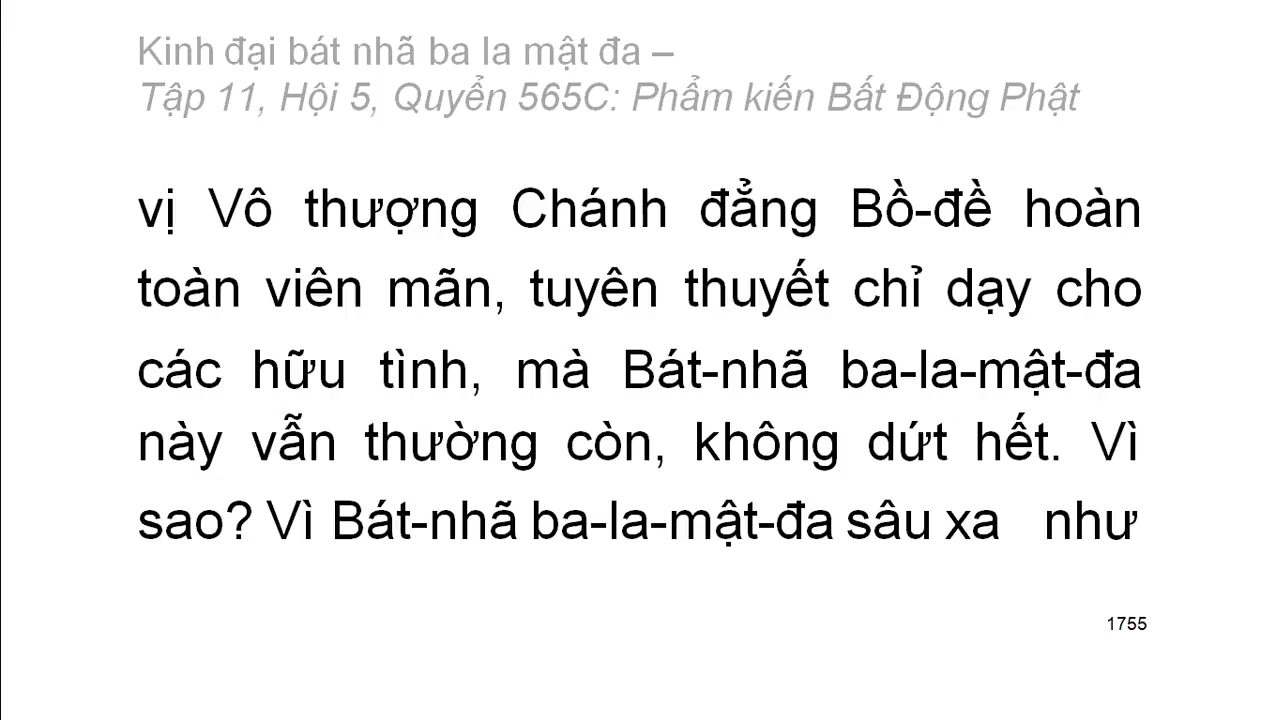 Kinh đại bát nhã ba la mật đa –
Tập 11, Hội 5, Quyển 565C: Phẩm kiến Bất Động Phật
vị Vô thượng Chánh đẳng Bồ-đề hoàn
toàn viên mãn, tuyên thuyết chỉ dạy cho
các hữu tình, mà Bát-nhã ba-la-mật-đa
này vẫn thường còn, không dứt hết. Vì
sao? Vì Bát-nhã ba-la-mật-đa sâu xa như
1755